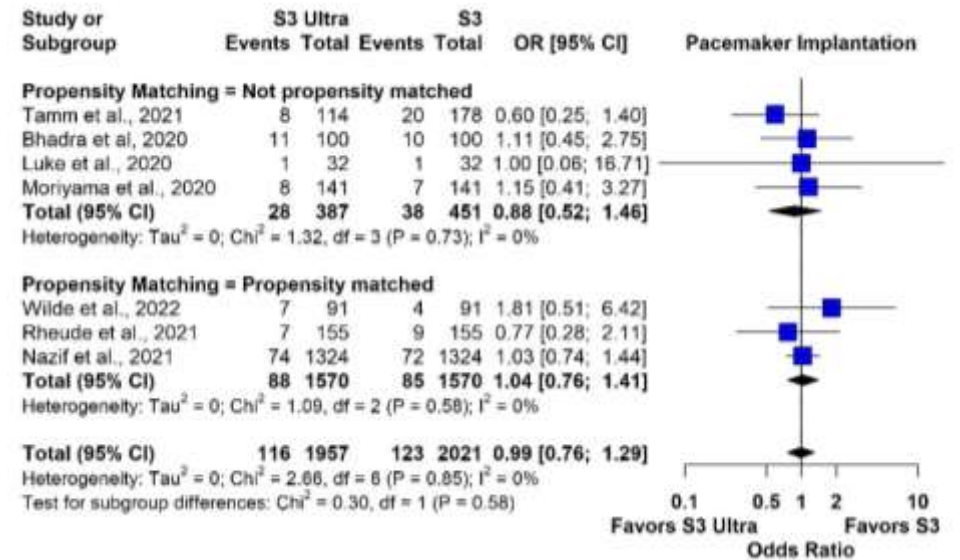 Study or S3 Ultra S3
Subgroup Events Total Events Total OR [95% CI] Pacemaker Implantation
Propensity Matching = Not propensity matched
Tamm et al., 2021 8 114 20 178 0.60 [0.25; 1.40]
Bhadra et al, 2020 11 100 10 100 1.11 [0.45; 2.75]
Luke et al., 2020 1 32 1 32 1.00 [0.06; 16.71]
Moriyama et al., 2020 8 141 7 141 1.15 [0.41; 3.27]
Total (95% CI) 28 387 38 451 0.88 [0.52; 1.46]
Heterogeneity: Tau² = 0; Chi² = 1.32, df = 3 (P = 0.73); I² = 0%
Propensity Matching = Propensity matched
Wilde et al., 2022 7 91 4 91 1.81 [0.51; 6.42]
Rheude et al., 2021 7 155 9 155 0.77 [0.28; 2.11]
Nazif et al., 2021 74 1324 72 1324 1.03 [0.74; 1.44]
Total (95% CI) 88 1570 85 1570 1.04 [0.76; 1.41]
Heterogeneity: Tau² = 0; Chi² = 1.09, df = 2 (P = 0.58); I² = 0%
Total (95% CI) 116 1957 123 2021 0.99 [0.76; 1.29]
Heterogeneity: Tau² = 0; Chi² = 2.66, df = 6 (P = 0.85); I² = 0%
Test for subgroup differences: Chi² = 0.30, df = 1 (P = 0.58)
0.1 0.5 1 2 10
Favors S3 Ultra Favors S3
Odds Ratio